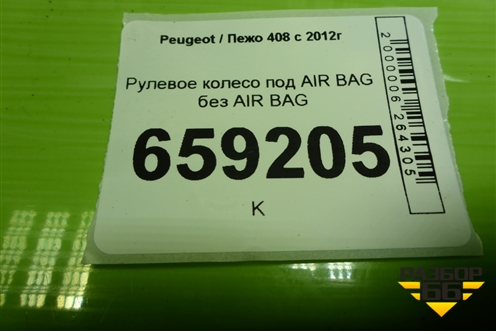 Peugeot / Пежо 408 с 2012г
Рулевое колесо под AIR BAG
без AIR BAG
659205
К
2000006264305
РАЗБОР
66